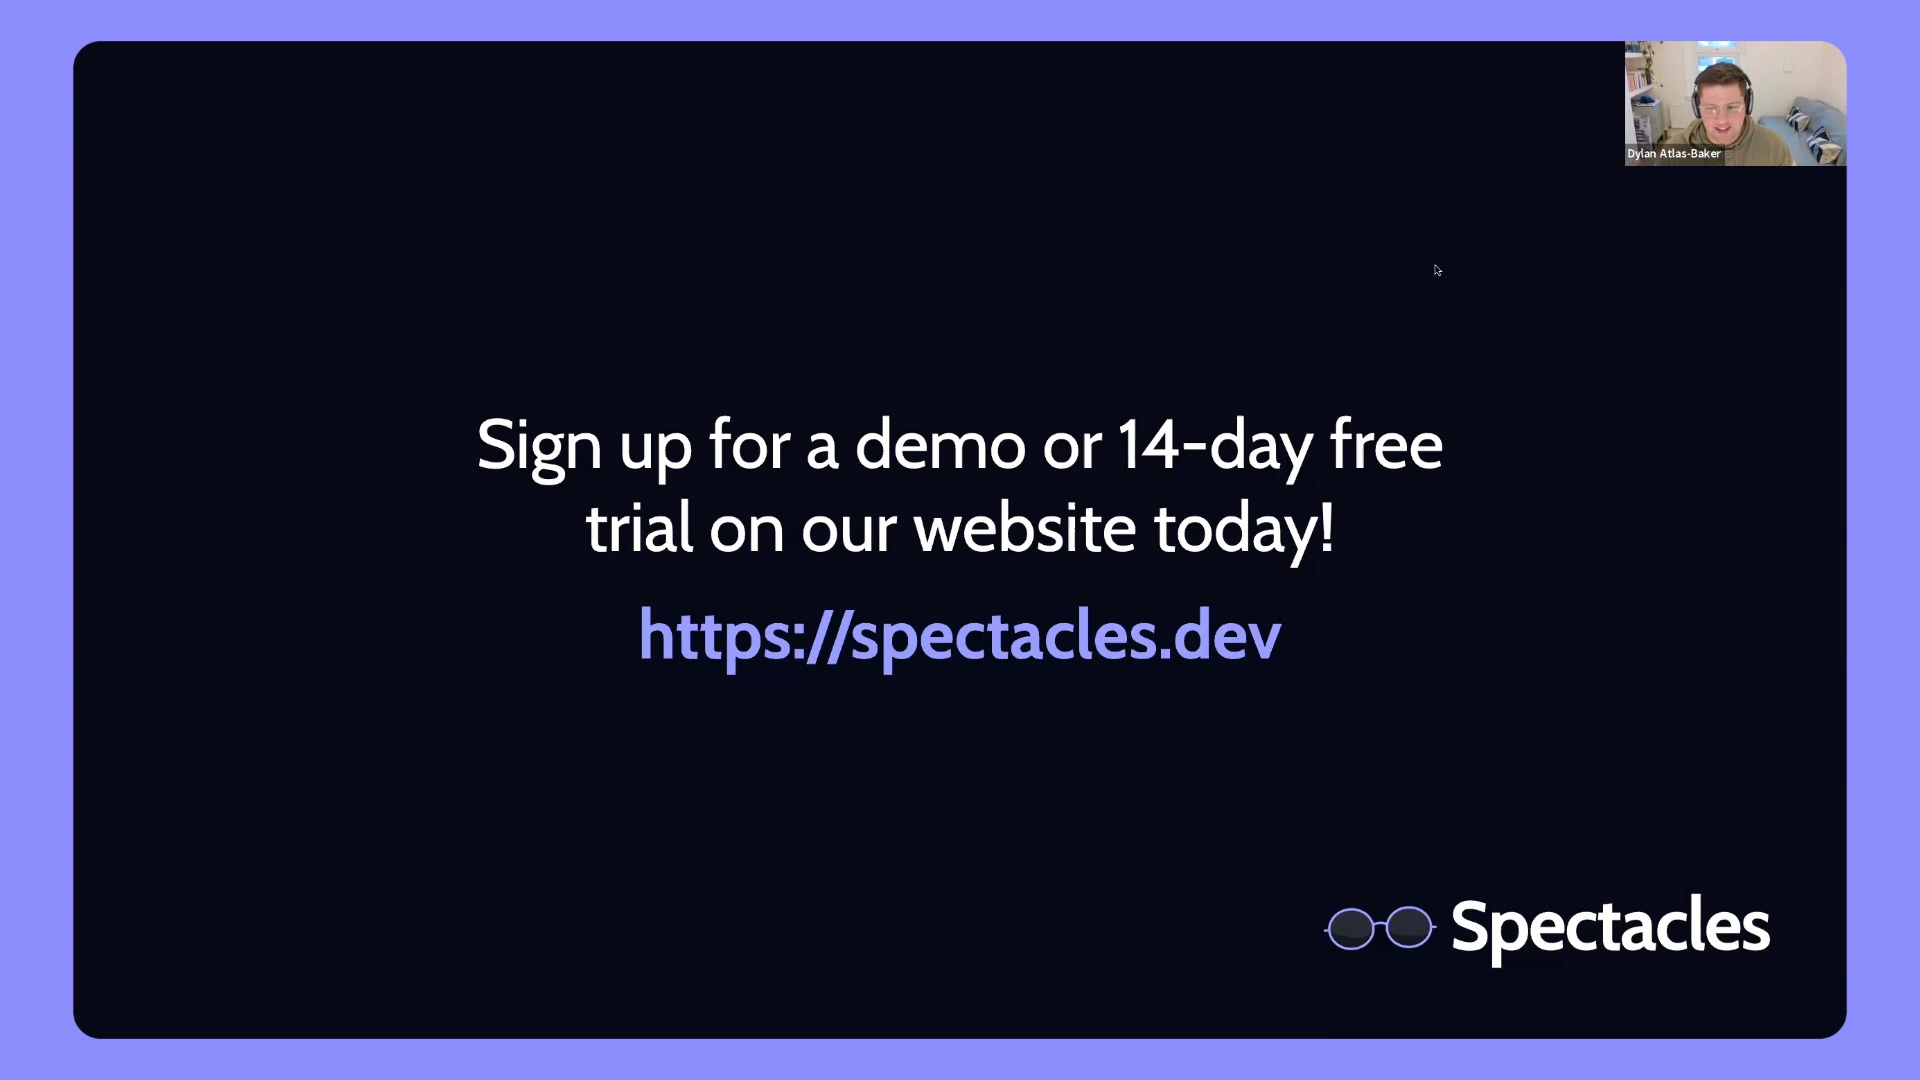 Dylan Atlas-Baker
Sign up for a demo or 14-day free
trial on our website today!
https://spectacles.dev
Spectacles